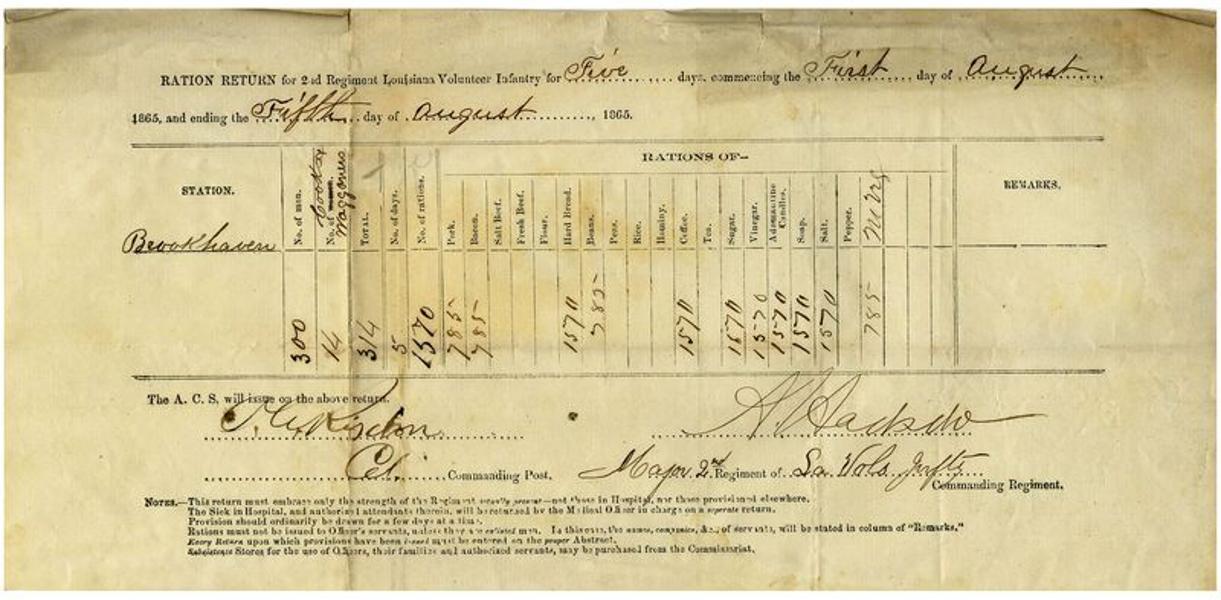 RATION RETURN for 2nd Regiment Louisiana Volunteer Infantry for Five days, commencing the First day of August
1865, and ending the Fifth day of August, 1865.
RATIONS OF—
STATION.
No. of men.
No. of Cooks & Waggoners
TOTAL.
No. of days.
No. of rations.
Pork.
Bacon.
Salt Beef.
Fresh Beef.
Flour.
Hard Bread.
Beans.
Peas.
Rice.
Hominy.
Coffee.
Tea.
Sugar.
Vinegar.
Adamantine Candles.
Soap.
Salt.
Pepper.
REMARKS.
Brookhaven
300 14 314 5 1570 785 785 1570 785 1570 1570 1570 1570 1570 1570 785
The A. C. S. will issue on the above return.
Col. Commanding Post.
Major 2nd Regiment of La Vols Infty
Commanding Regiment.
NOTES.—This return must embrace only the strength of the Regiment actually present—not those in Hospital, nor those provisioned elsewhere.
The Sick in Hospital, and authorized attendants therein, will be returned by the Medical Officer in charge on a separate return.
Provision should ordinarily be drawn for a few days at a time.
Rations must not be issued to Officer's servants, unless they are enlisted men. In this event, the names, companies, &c., of servants, will be stated in column of "Remarks."
Every Return upon which provisions have been issued must be entered on the proper Abstract.
Subsistence Stores for the use of Officers, their families and authorized servants, may be purchased from the Commissariat.